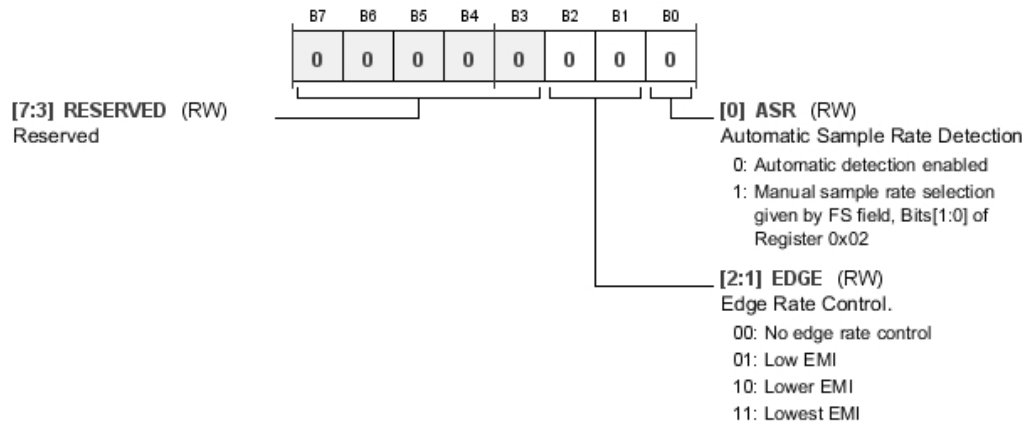 B7 B6 B5 B4 B3 B2 B1 B0
0 0 0 0 0 0 0 0
[7:3] RESERVED (RW)
Reserved
[0] ASR (RW)
Automatic Sample Rate Detection
0: Automatic detection enabled
1: Manual sample rate selection
given by FS field, Bits[1:0] of
Register 0x02
[2:1] EDGE (RW)
Edge Rate Control.
00: No edge rate control
01: Low EMI
10: Lower EMI
11: Lowest EMI